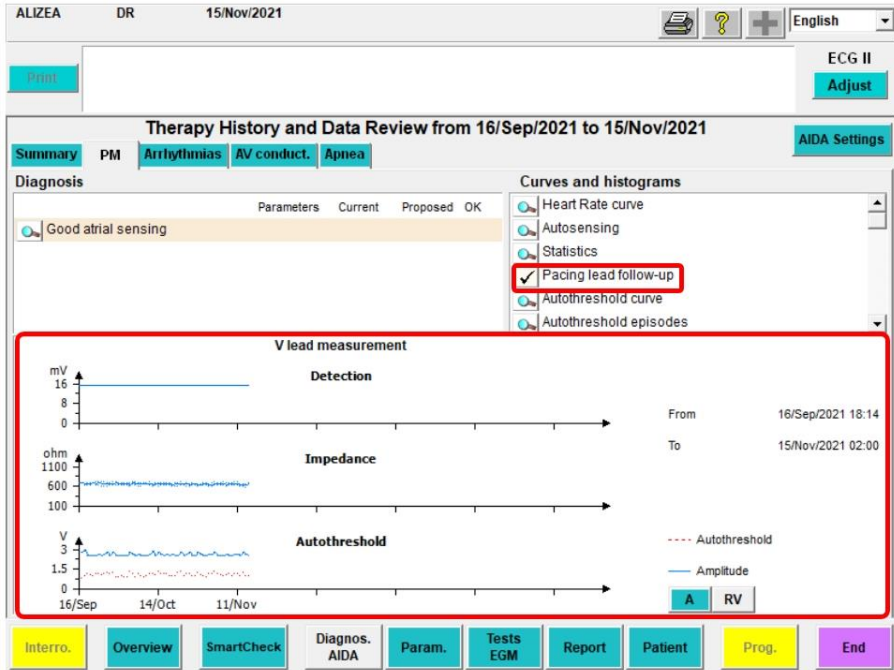 ALIZEA DR 15/Nov/2021
English
ECG II
Print
Adjust
Therapy History and Data Review from 16/Sep/2021 to 15/Nov/2021
AIDA Settings
Summary PM Arrhythmias AV conduct. Apnea
Diagnosis
Parameters Current Proposed OK
Good atrial sensing
Curves and histograms
Heart Rate curve
Autosensing
Statistics
Pacing lead follow-up
Autothreshold curve
Autothreshold episodes
V lead measurement
mV
16
8
0
Detection
From 16/Sep/2021 18:14
To 15/Nov/2021 02:00
ohm
1100
600
100
Impedance
V
3
1.5
0
Autothreshold
16/Sep 14/Oct 11/Nov
Autothreshold
Amplitude
A RV
Interro. Overview SmartCheck Diagnos. AIDA Param. Tests EGM Report Patient Prog. End